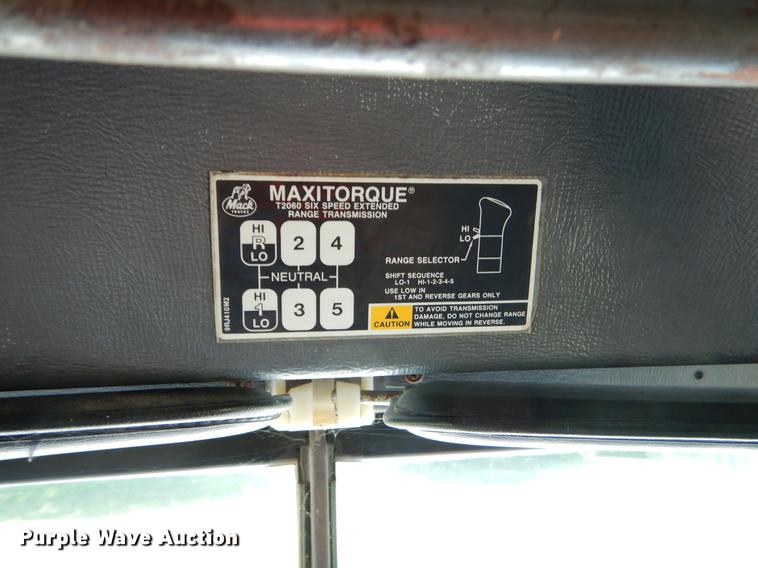 Mack
TRUCKS
MAXITORQUE®
T2060 SIX SPEED EXTENDED
RANGE TRANSMISSION
HI
R
LO
2
4
NEUTRAL
HI
1
LO
3
5
HI
LO
RANGE SELECTOR
SHIFT SEQUENCE
LO-1 HI-1-2-3-4-5
USE LOW IN
1ST AND REVERSE GEARS ONLY
CAUTION
TO AVOID TRANSMISSION
DAMAGE, DO NOT CHANGE RANGE
WHILE MOVING IN REVERSE.
9RJ410M2
Purple Wave Auction